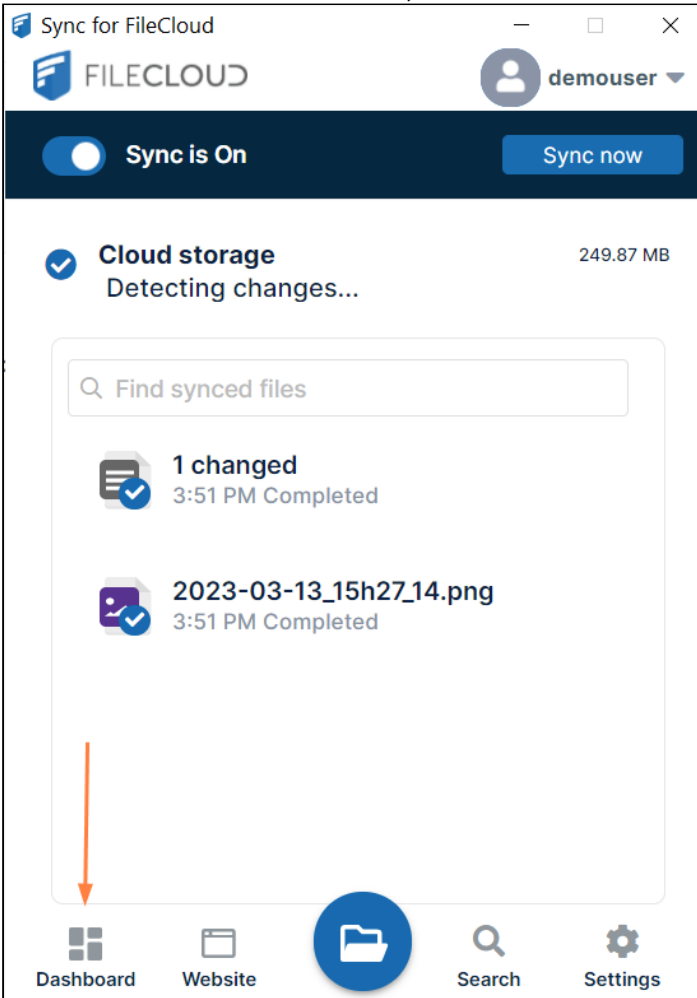 Sync for FileCloud
FILECLOUD
demouser
Sync is On
Sync now
Cloud storage
249.87 MB
Detecting changes...
Find synced files
1 changed
3:51 PM Completed
2023-03-13_15h27_14.png
3:51 PM Completed
Dashboard
Website
Search
Settings